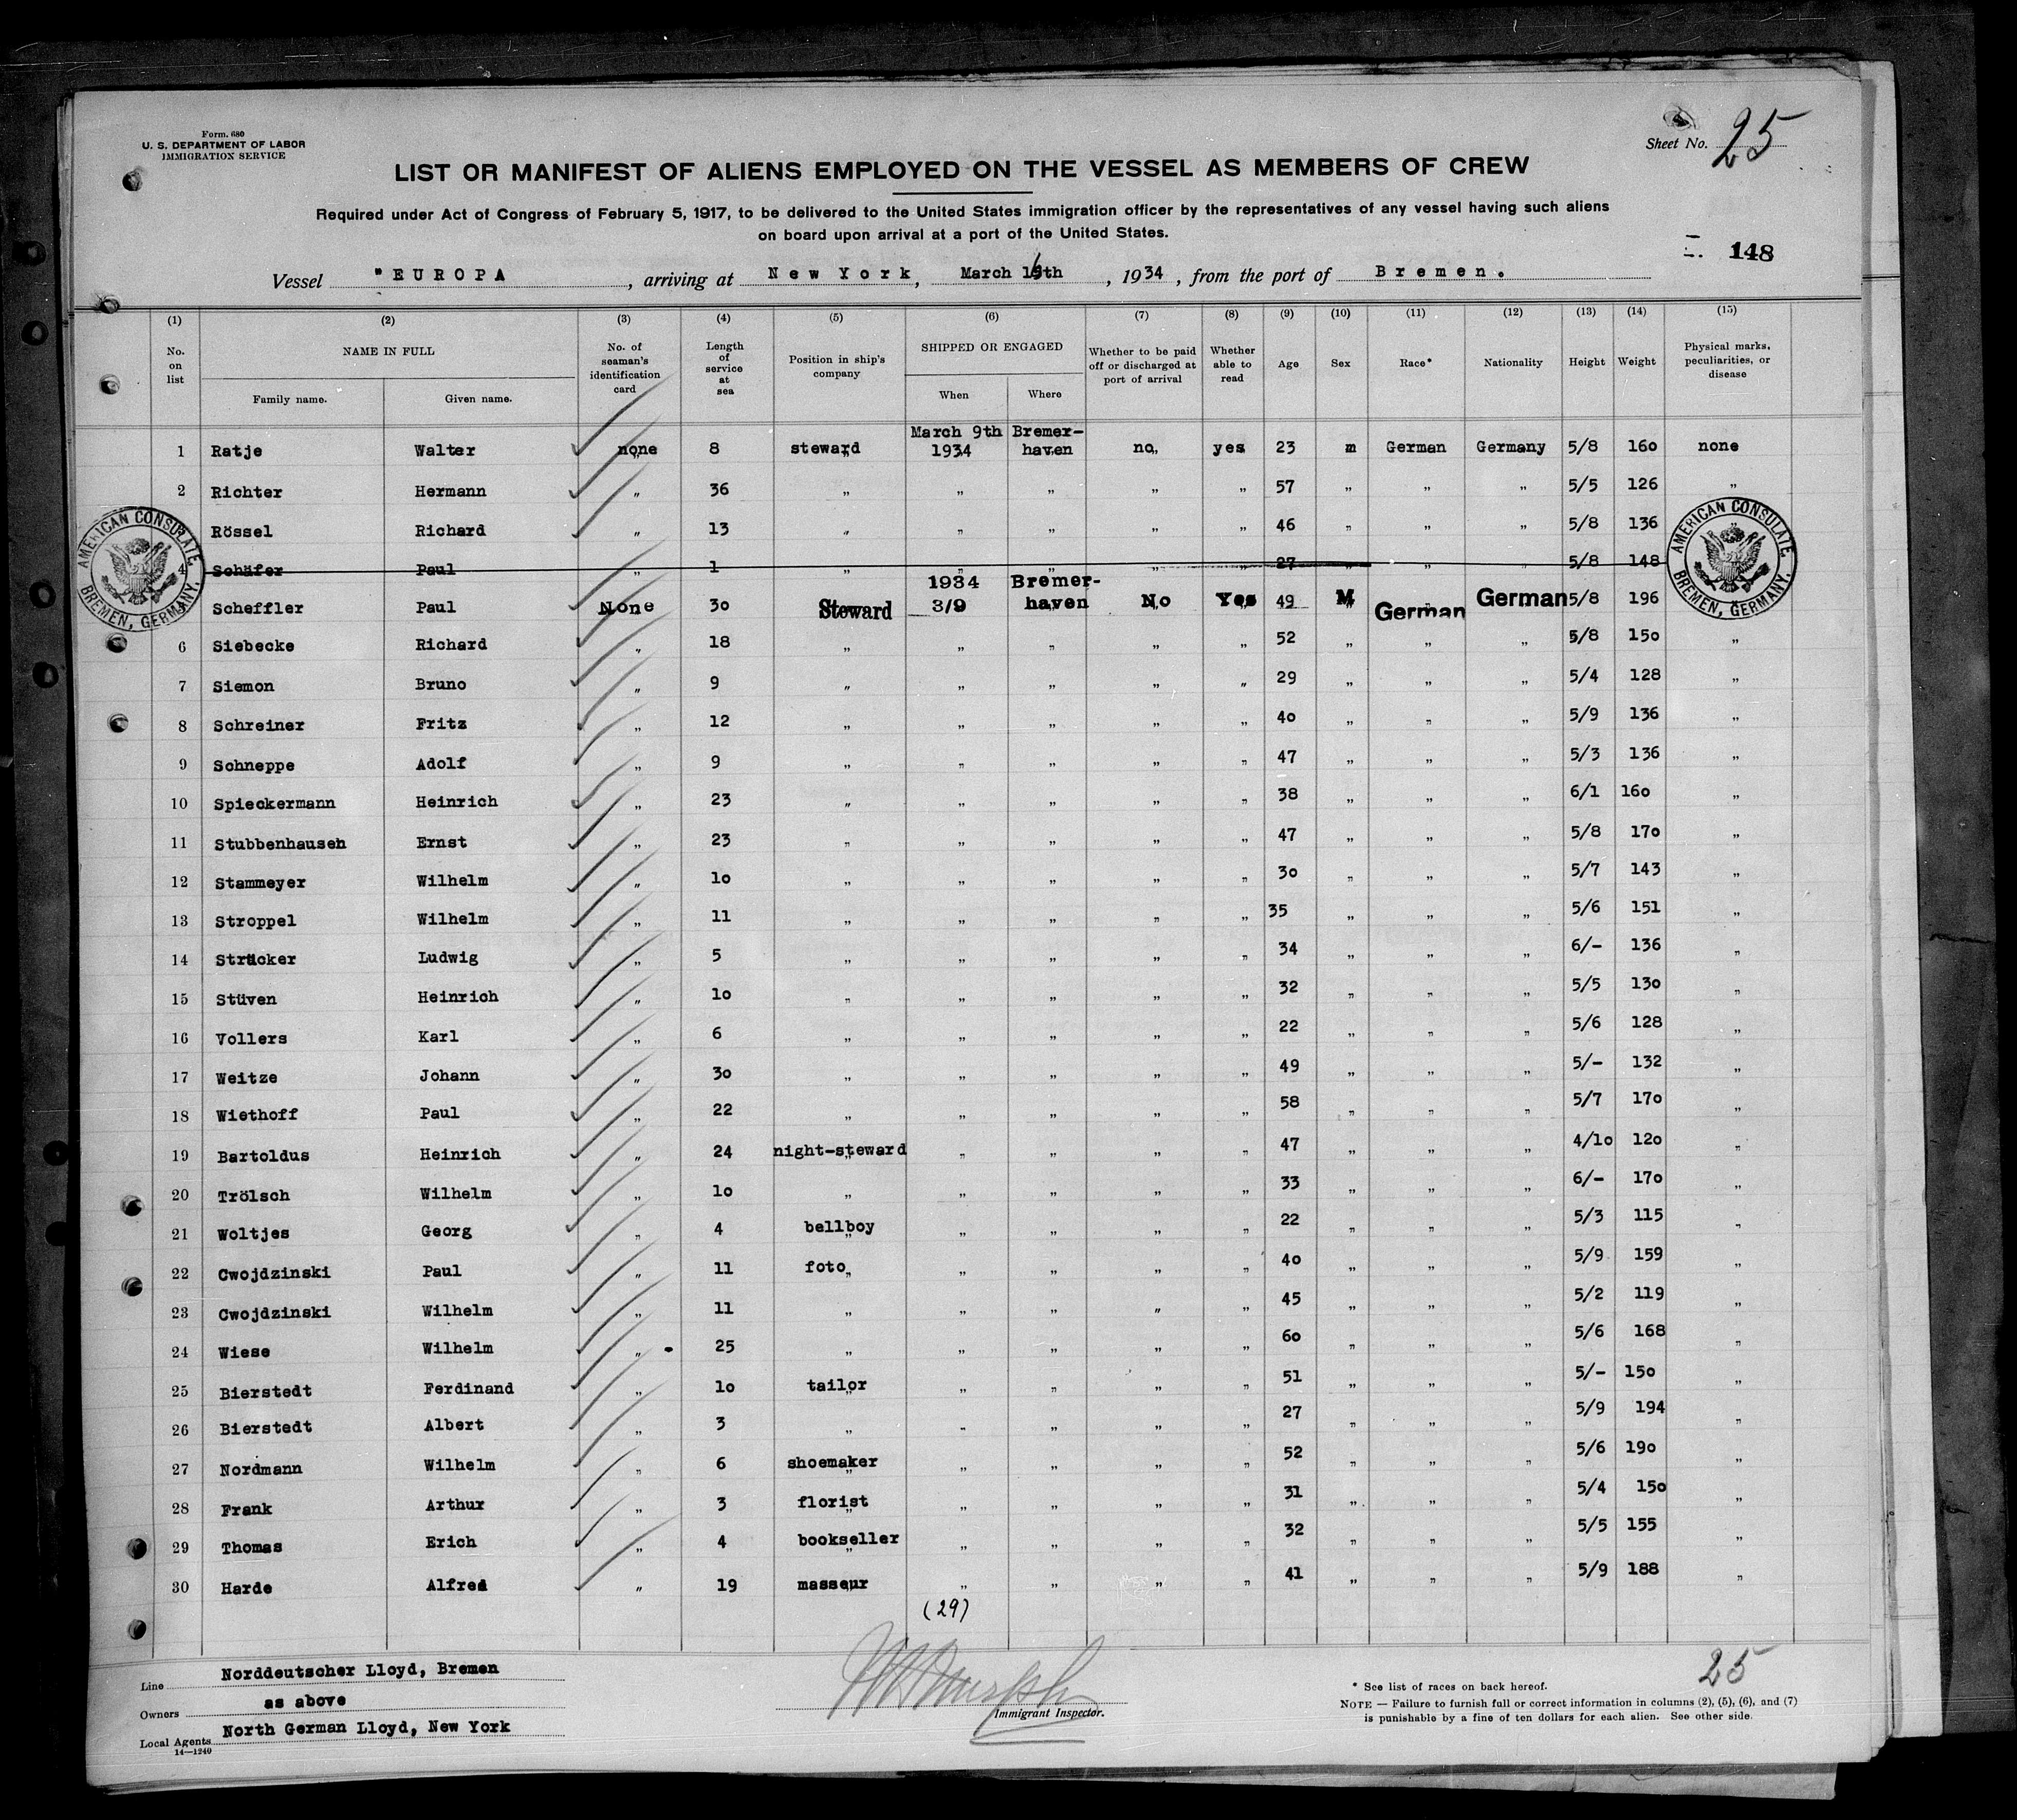 Form. 680
U. S. DEPARTMENT OF LABOR
IMMIGRATION SERVICE
Sheet No. 25
LIST OR MANIFEST OF ALIENS EMPLOYED ON THE VESSEL AS MEMBERS OF CREW
Required under Act of Congress of February 5, 1917, to be delivered to the United States immigration officer by the representatives of any vessel having such aliens
on board upon arrival at a port of the United States.
148
Vessel "EUROPA, arriving at New York, March 16th, 1934, from the port of Bremen.
(1) (2) (3) (4) (5) (6) (7) (8) (9) (10) (11) (12) (13) (14) (15)
No. on list NAME IN FULL Family name. Given name. No. of seaman's identification card Length of service at sea Position in ship's company SHIPPED OR ENGAGED When Where Whether to be paid off or discharged at port of arrival Whether able to read Age Sex Race* Nationality Height Weight Physical marks, peculiarities, or disease
1 Ratje Walter none 8 steward March 9th 1934 Bremer-haven no yes 23 m German Germany 5/8 160 none
2 Richter Hermann „ 36 „ „ „ „ „ 57 „ „ „ 5/5 126 „
3 Rössel Richard „ 13 „ „ „ „ „ 46 „ „ „ 5/8 136
4 Schäfer Paul „ 1 „ „ „ „ „ 27 „ „ „ 5/8 148
Scheffler Paul None 30 Steward 1934 3/9 Bremer-haven No Yes 49 M German German 5/8 196
6 Siebecke Richard „ 18 „ „ „ „ „ 52 „ „ „ 5/8 150 „
7 Siemon Bruno „ 9 „ „ „ „ „ 29 „ „ „ 5/4 128 „
8 Schreiner Fritz „ 12 „ „ „ „ „ 40 „ „ „ 5/9 136 „
9 Schneppe Adolf „ 9 „ „ „ „ „ 47 „ „ „ 5/3 136 „
10 Spieckermann Heinrich „ 23 „ „ „ „ „ 38 „ „ „ 6/1 160 „
11 Stubbenhausen Ernst „ 23 „ „ „ „ „ 47 „ „ „ 5/8 170 „
12 Stammeyer Wilhelm „ 10 „ „ „ „ „ 30 „ „ „ 5/7 143 „
13 Stroppel Wilhelm „ 11 „ „ „ „ „ 35 „ „ „ 5/6 151 „
14 Sträcker Ludwig „ 5 „ „ „ „ „ 34 „ „ „ 6/- 136 „
15 Stüven Heinrich „ 10 „ „ „ „ „ 32 „ „ „ 5/5 130 „
16 Vollers Karl „ 6 „ „ „ „ „ 22 „ „ „ 5/6 128 „
17 Weitze Johann „ 30 „ „ „ „ „ 49 „ „ „ 5/- 132 „
18 Wiethoff Paul „ 22 „ „ „ „ „ 58 „ „ „ 5/7 170 „
19 Bartoldus Heinrich „ 24 night-steward „ „ „ „ 47 „ „ „ 4/10 120 „
20 Trölsch Wilhelm „ 10 „ „ „ „ „ 33 „ „ „ 6/- 170 „
21 Woltjes Georg „ 4 bellboy „ „ „ „ 22 „ „ „ 5/3 115 „
22 Cwojdzinski Paul „ 11 foto „ „ „ „ 40 „ „ „ 5/9 159 „
23 Cwojdzinski Wilhelm „ 11 „ „ „ „ „ 45 „ „ „ 5/2 119 „
24 Wiese Wilhelm „ 25 „ „ „ „ „ 60 „ „ „ 5/6 168 „
25 Bierstedt Ferdinand „ 10 tailor „ „ „ „ 51 „ „ „ 5/- 150 „
26 Bierstedt Albert „ 3 „ „ „ „ „ 27 „ „ „ 5/9 194 „
27 Nordmann Wilhelm „ 6 shoemaker „ „ „ „ 52 „ „ „ 5/6 190 „
28 Frank Arthur „ 3 florist „ „ „ „ 31 „ „ „ 5/4 150 „
29 Thomas Erich „ 4 bookseller „ „ „ „ 32 „ „ „ 5/5 155 „
30 Harde Alfred „ 19 masseur „ „ „ „ 41 „ „ „ 5/9 188 „
AMERICAN CONSULATE, BREMEN, GERMANY.
AMERICAN CONSULATE, BREMEN, GERMANY.
(29)
25
Line Norddeutscher Lloyd, Bremen
Owners as above
Local Agents North German Lloyd, New York
14—1240
Immigrant Inspector.
* See list of races on back hereof.
NOTE — Failure to furnish full or correct information in columns (2), (5), (6), and (7)
is punishable by a fine of ten dollars for each alien. See other side.